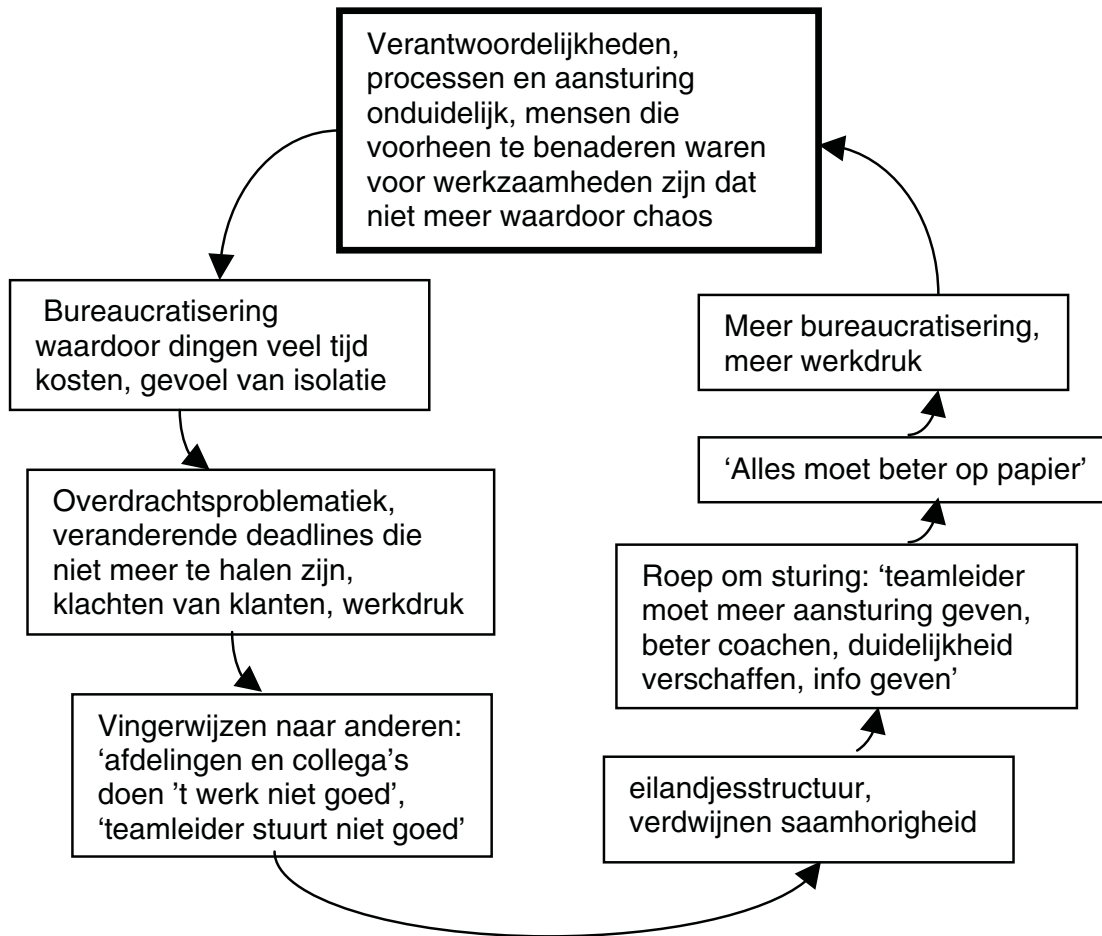 Verantwoordelijkheden,
processen en aansturing
onduidelijk, mensen die
voorheen te benaderen waren
voor werkzaamheden zijn dat
niet meer waardoor chaos
Bureaucratisering
waardoor dingen veel tijd
kosten, gevoel van isolatie
Overdrachtsproblematiek,
veranderende deadlines die
niet meer te halen zijn,
klachten van klanten, werkdruk
Vingerwijzen naar anderen:
‘afdelingen en collega’s
doen ’t werk niet goed’,
‘teamleider stuurt niet goed’
eilandjesstructuur,
verdwijnen saamhorigheid
Roep om sturing: ‘teamleider
moet meer aansturing geven,
beter coachen, duidelijkheid
verschaffen, info geven’
‘Alles moet beter op papier’
Meer bureaucratisering,
meer werkdruk